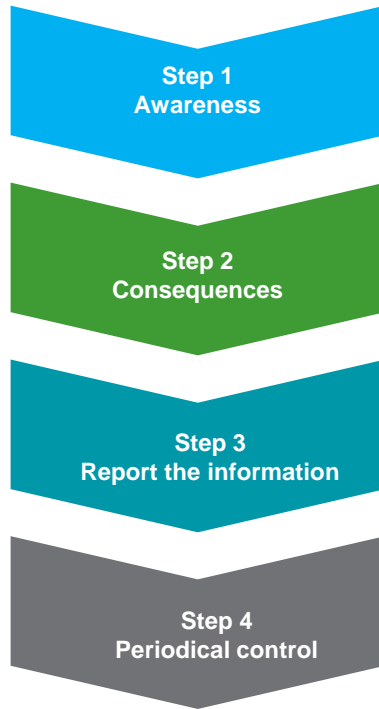 Step 1
Awareness
Step 2
Consequences
Step 3
Report the information
Step 4
Periodical control